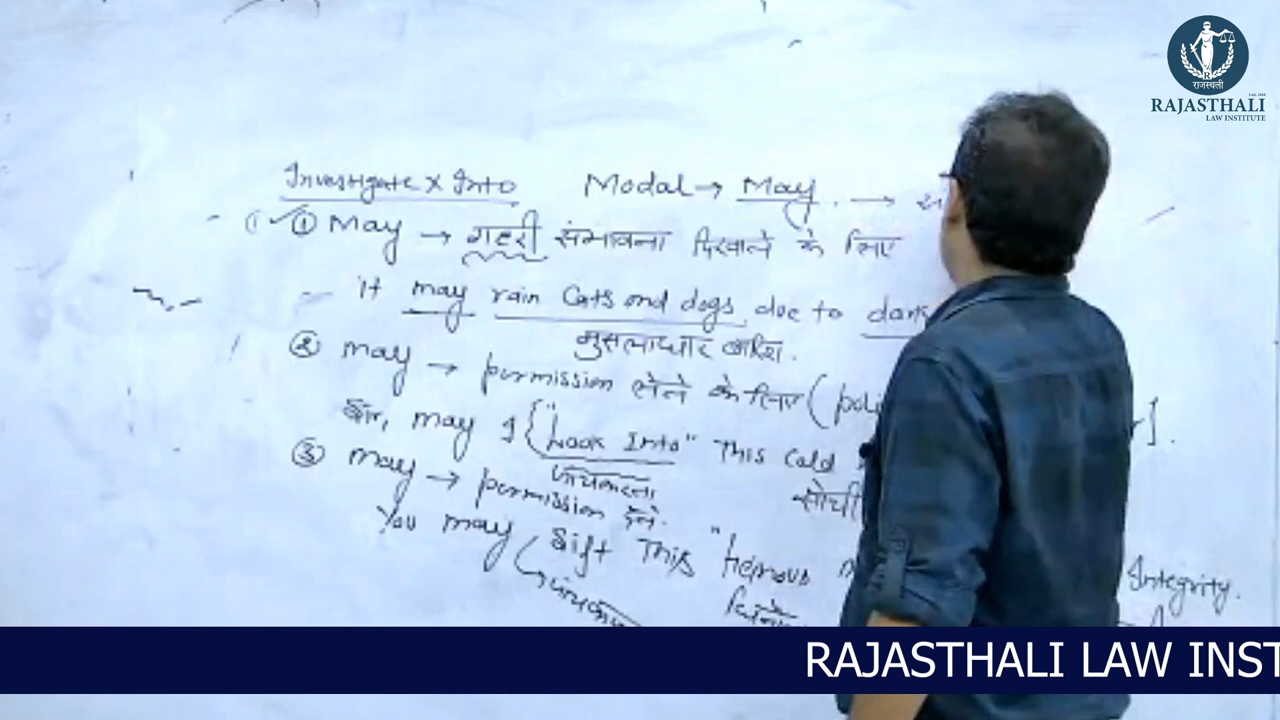 राजस्थली
RAJASTHALI
LAW INSTITUTE
Investigate x Into Modal → May. →
① May → गहरी संभावना दिखाने के लिए
it may rain Cats and dogs due to dark
मुसलाधार बारिश.
② may → permission लेने के लिए (
Sir, may I { "Look Into" This Cold
③ may → permission देने.
You may Sift This "Heinous
Integrity.
RAJASTHALI LAW INST